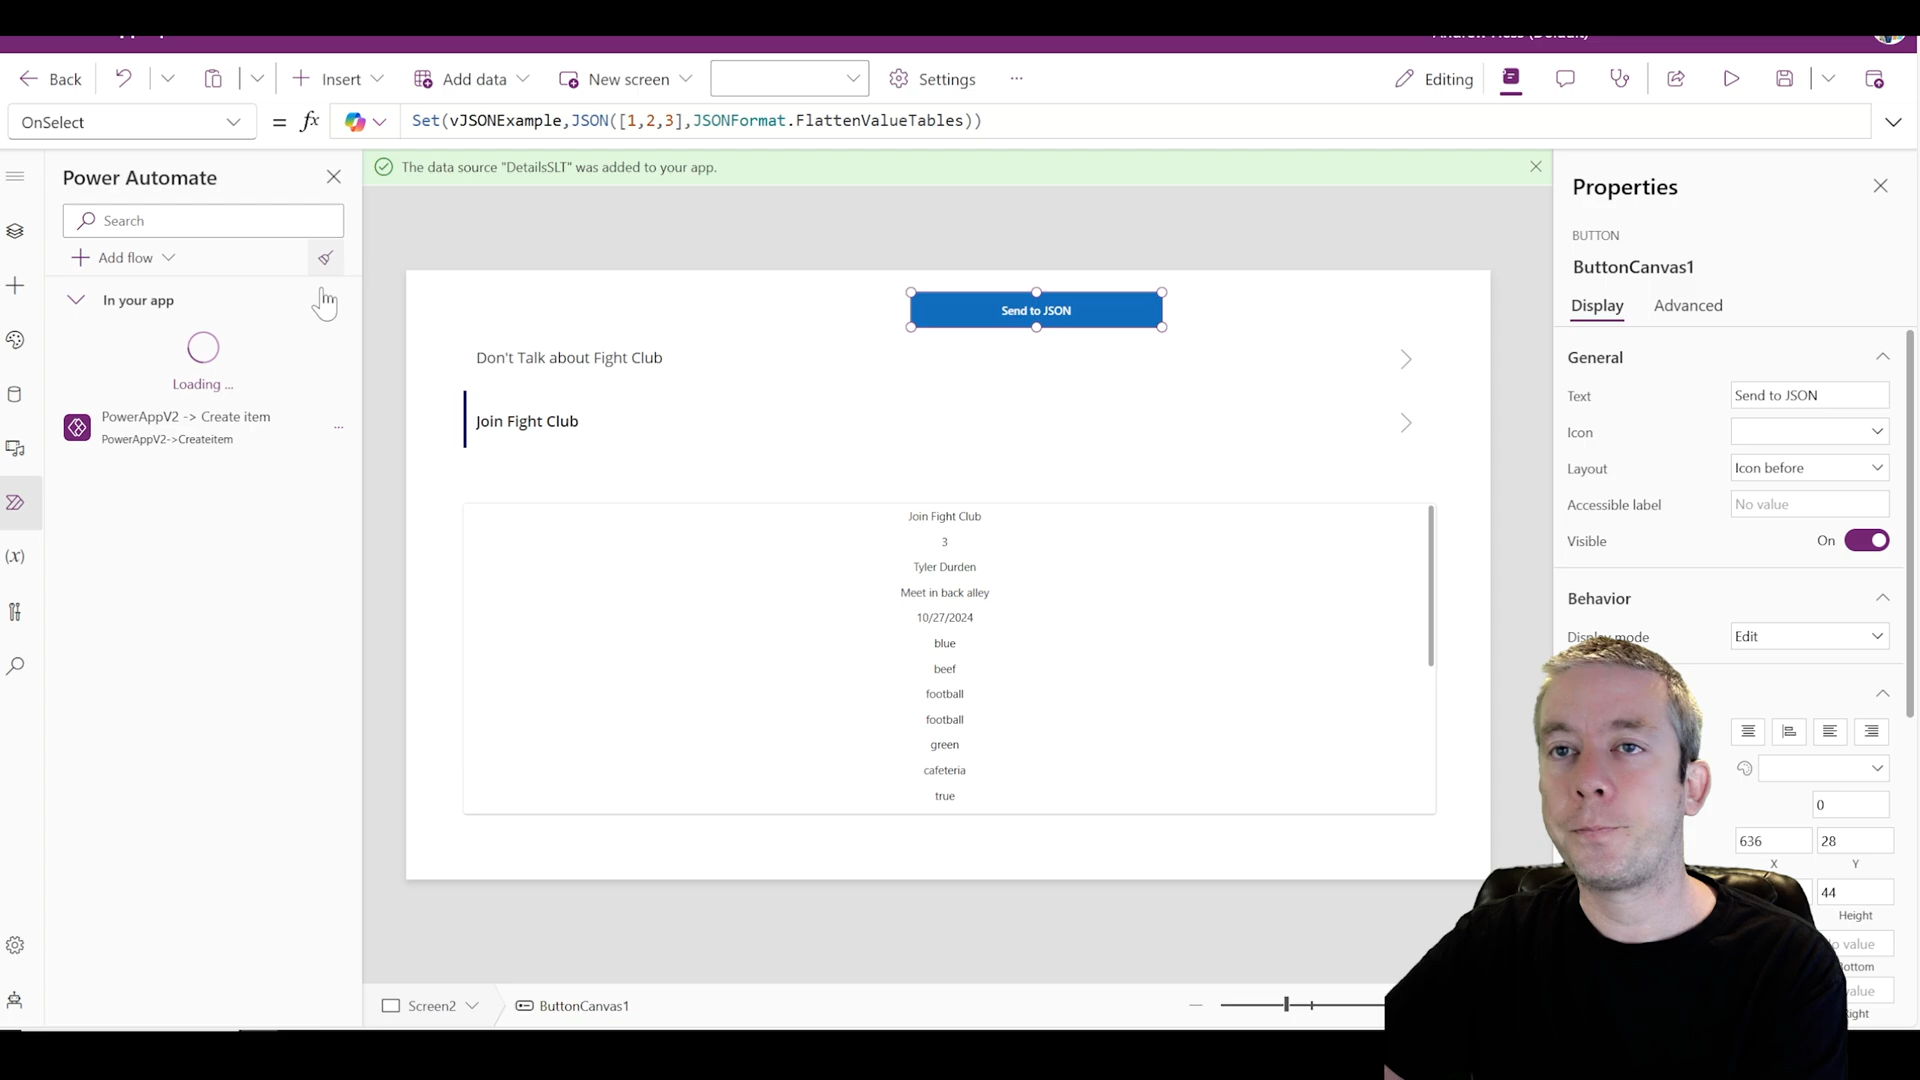 Back
Insert
Add data
New screen
Settings
...
Editing
OnSelect
= fx
Set(vJSONExample,JSON([1,2,3],JSONFormat.FlattenValueTables))
Power Automate
Search
Add flow
In your app
Loading ...
PowerAppV2 -> Create item
PowerAppV2->Createitem
...
The data source "DetailsSLT" was added to your app.
Send to JSON
Don't Talk about Fight Club
Join Fight Club
Join Fight Club
3
Tyler Durden
Meet in back alley
10/27/2024
blue
beef
football
football
green
cafeteria
true
Screen2
ButtonCanvas1
Properties
BUTTON
ButtonCanvas1
Display
Advanced
General
Text
Send to JSON
Icon
Layout
Icon before
Accessible label
No value
Visible
On
Behavior
Display mode
Edit
0
636
28
X
Y
44
Height
(x)